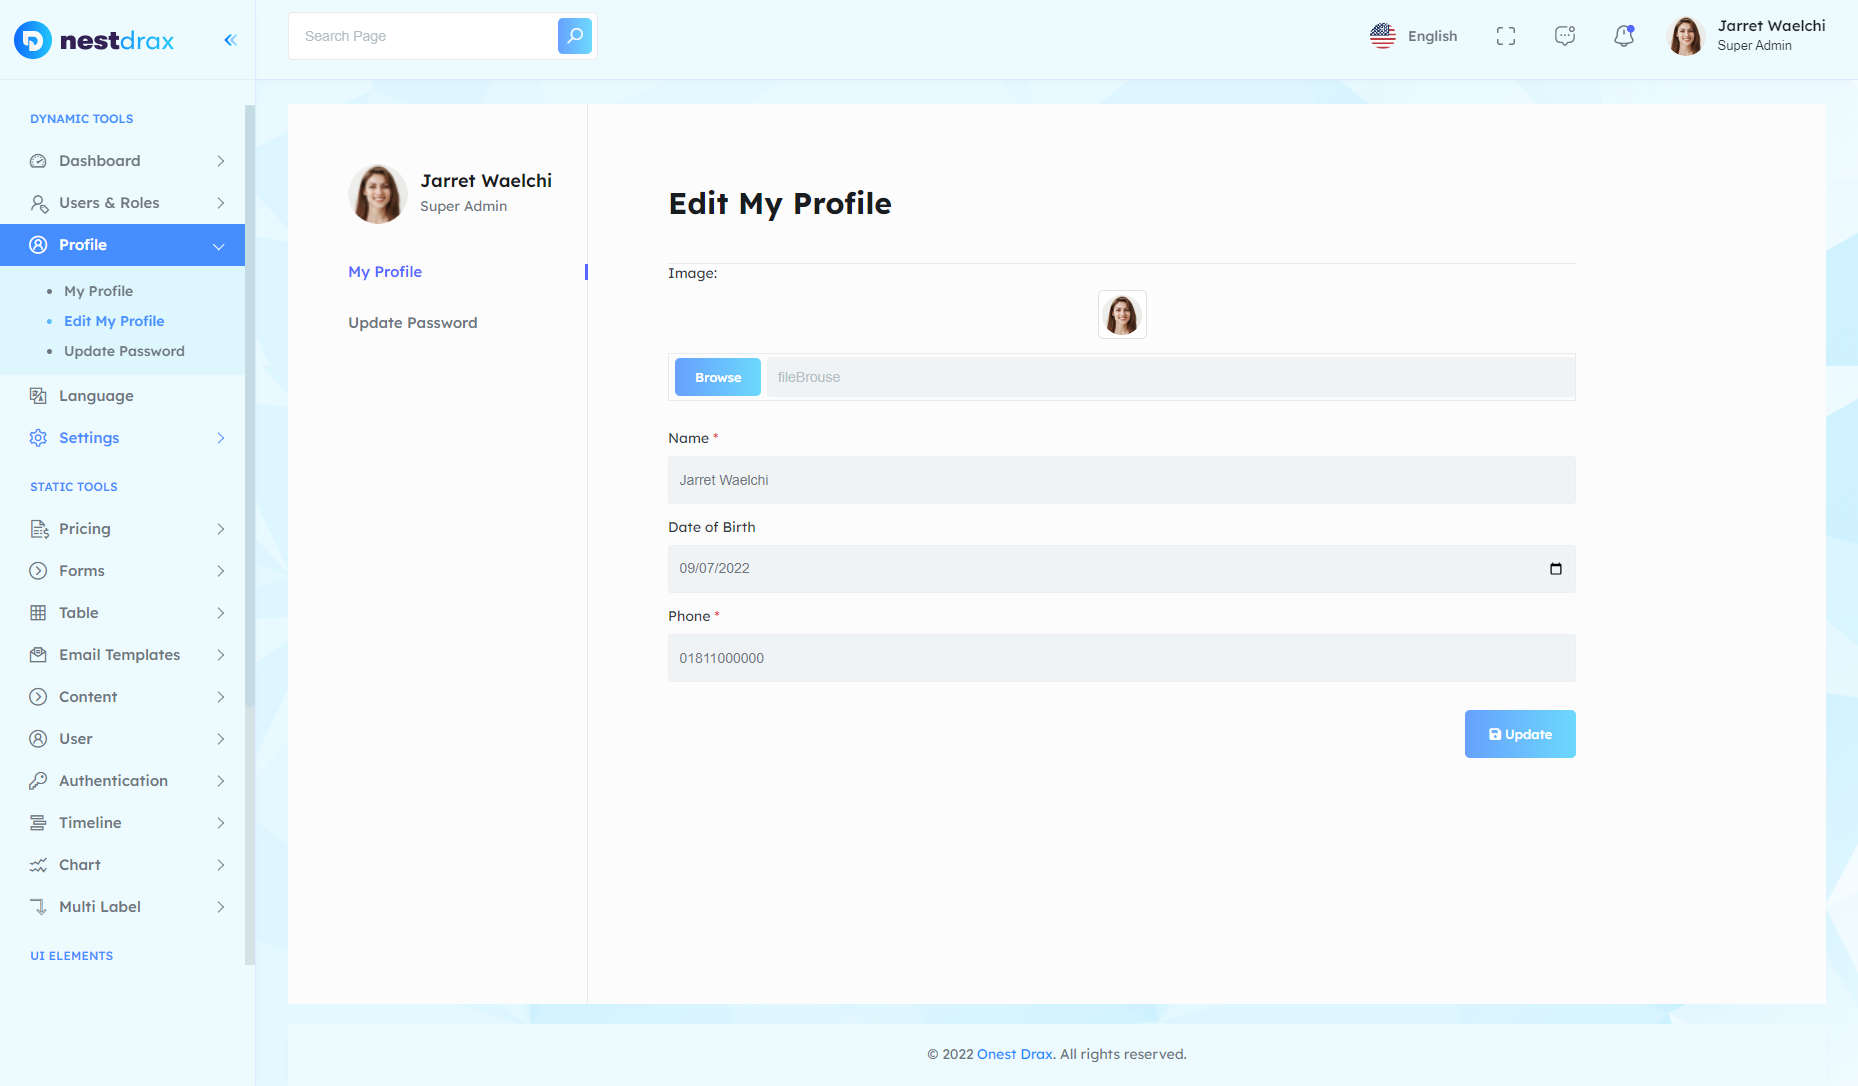 nestdrax
Search Page
English
Jarret Waelchi
Super Admin
DYNAMIC TOOLS
Dashboard
Users & Roles
Profile
My Profile
Edit My Profile
Update Password
Language
Settings
STATIC TOOLS
Pricing
Forms
Table
Email Templates
Content
User
Authentication
Timeline
Chart
Multi Label
UI ELEMENTS
Jarret Waelchi
Super Admin
My Profile
Update Password
Edit My Profile
Image:
Browse
fileBrouse
Name *
Jarret Waelchi
Date of Birth
09/07/2022
Phone *
01811000000
Update
© 2022 Onest Drax. All rights reserved.